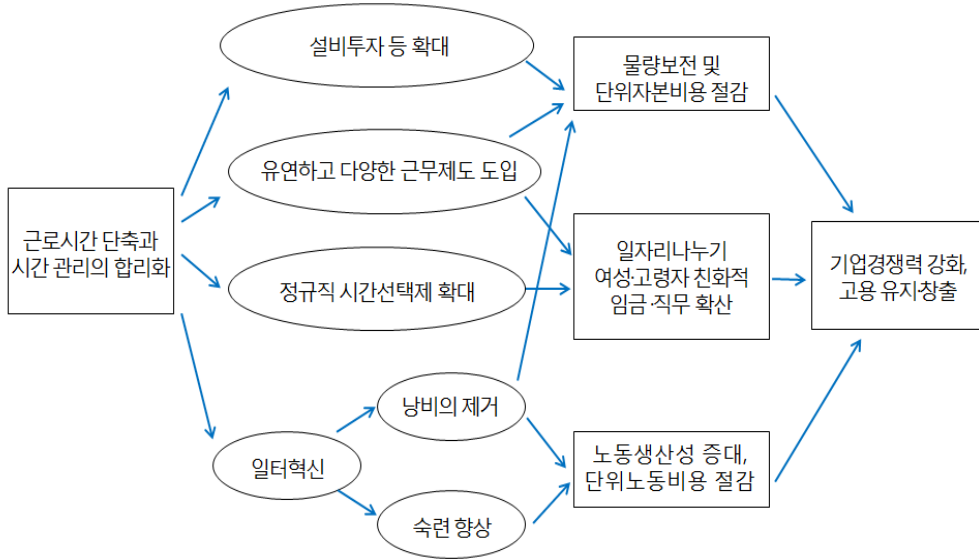 설비투자 등 확대
물량보전 및
단위자본비용 절감
유연하고 다양한 근무제도 도입
근로시간 단축과
시간 관리의 합리화
일자리나누기
여성·고령자 친화적
임금·직무 확산
기업경쟁력 강화,
고용 유지·창출
정규직 시간선택제 확대
낭비의 제거
일터혁신
노동생산성 증대,
단위노동비용 절감
숙련 향상